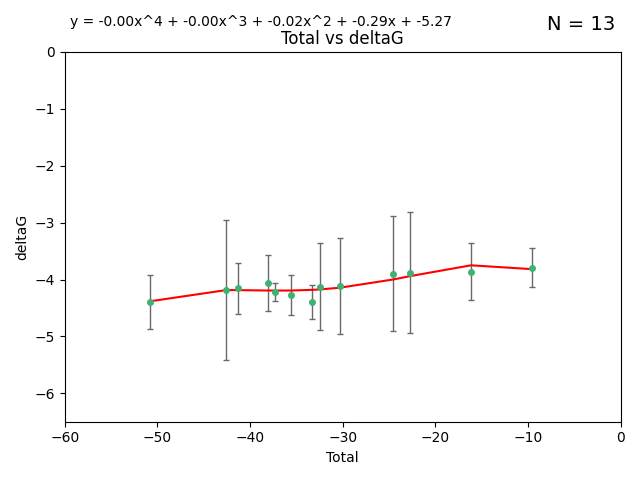 y = -0.00x^4 + -0.00x^3 + -0.02x^2 + -0.29x + -5.27
N = 13
Total vs deltaG
0
−1
−2
−3
−4
−5
−6
deltaG
−60
−50
−40
−30
−20
−10
0
Total